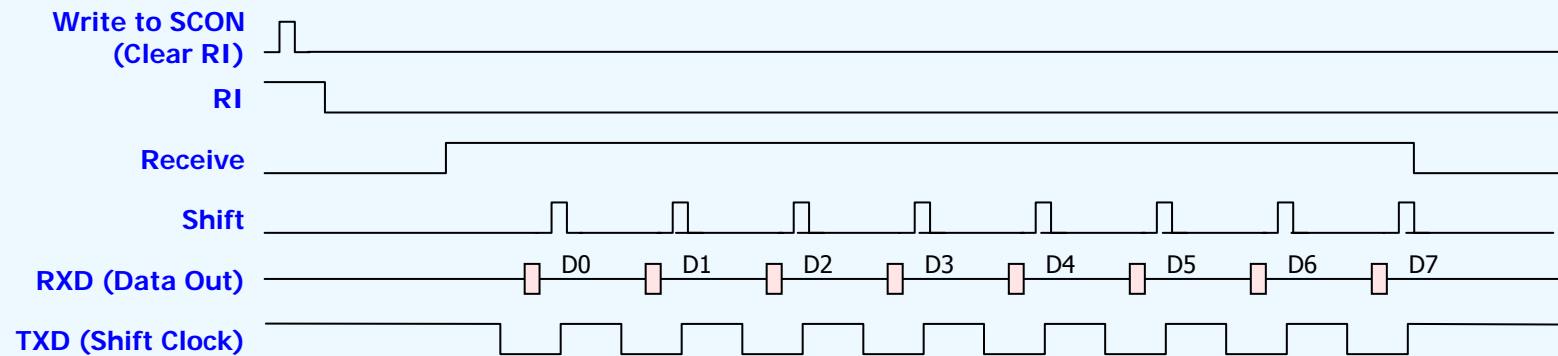 Write to SCON
(Clear RI)
RI
Receive
Shift
RXD (Data Out)
D0 D1 D2 D3 D4 D5 D6 D7
TXD (Shift Clock)